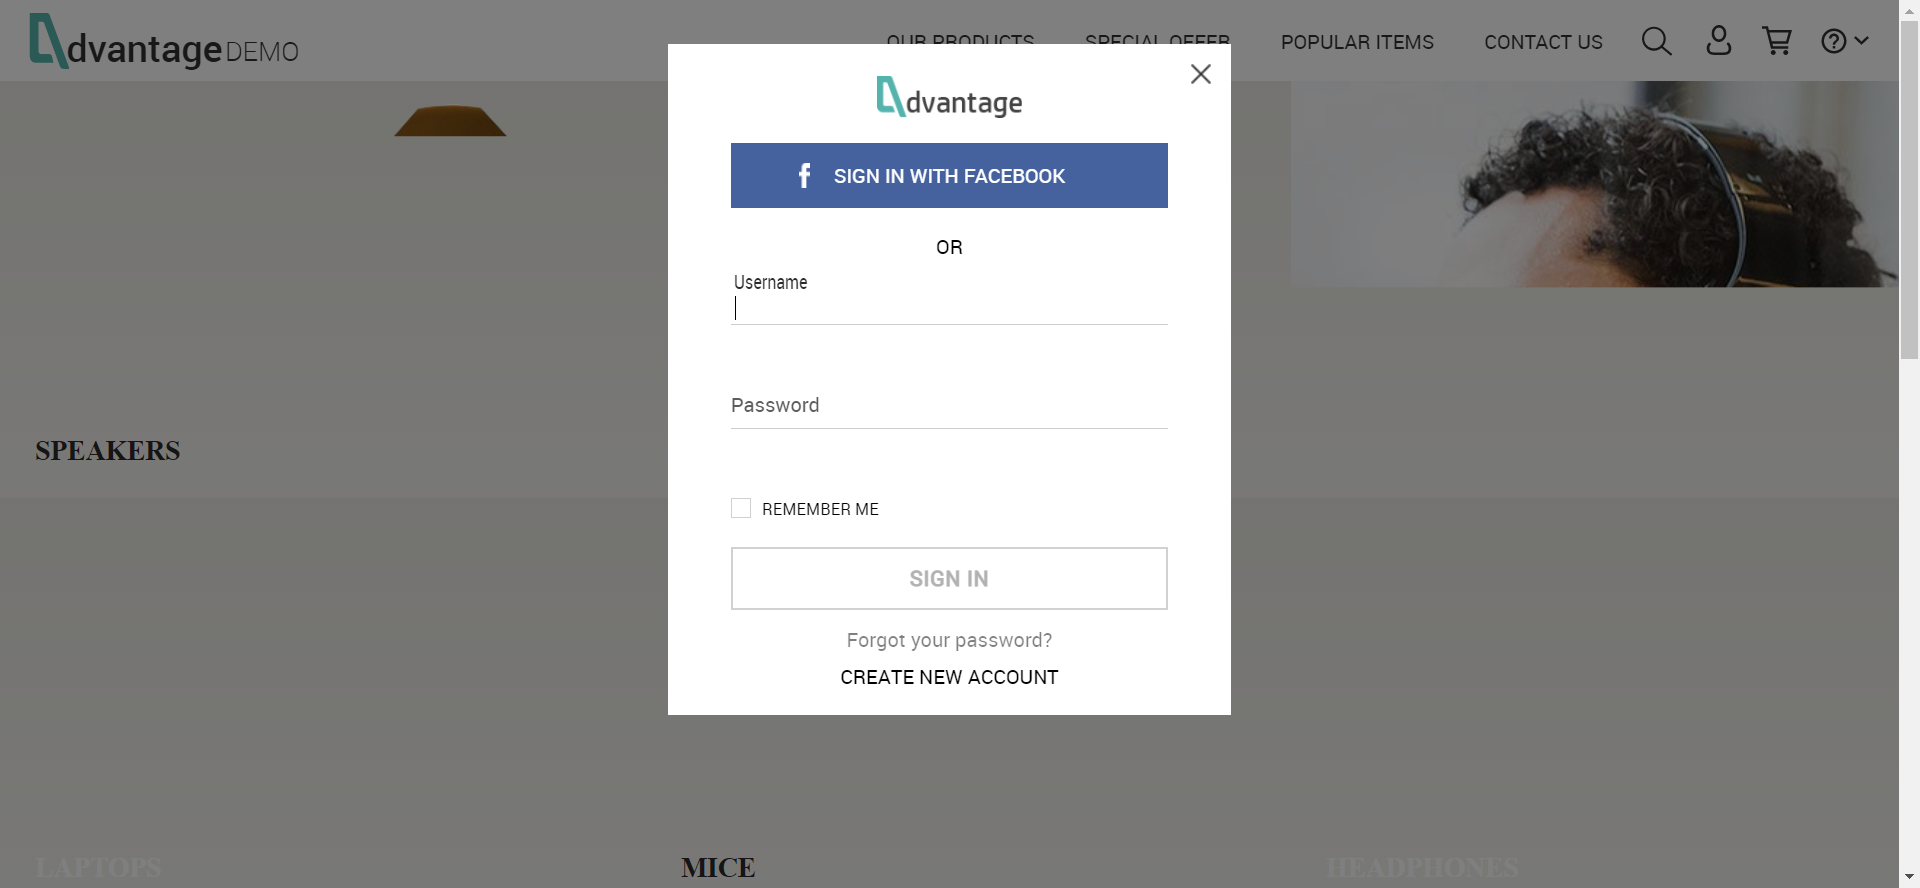 dvantage DEMO
OUR PRODUCTS
SPECIAL OFFER
POPULAR ITEMS
CONTACT US
dvantage
f SIGN IN WITH FACEBOOK
OR
Username
Password
SPEAKERS
REMEMBER ME
SIGN IN
Forgot your password?
CREATE NEW ACCOUNT
LAPTOPS
MICE
HEADPHONES